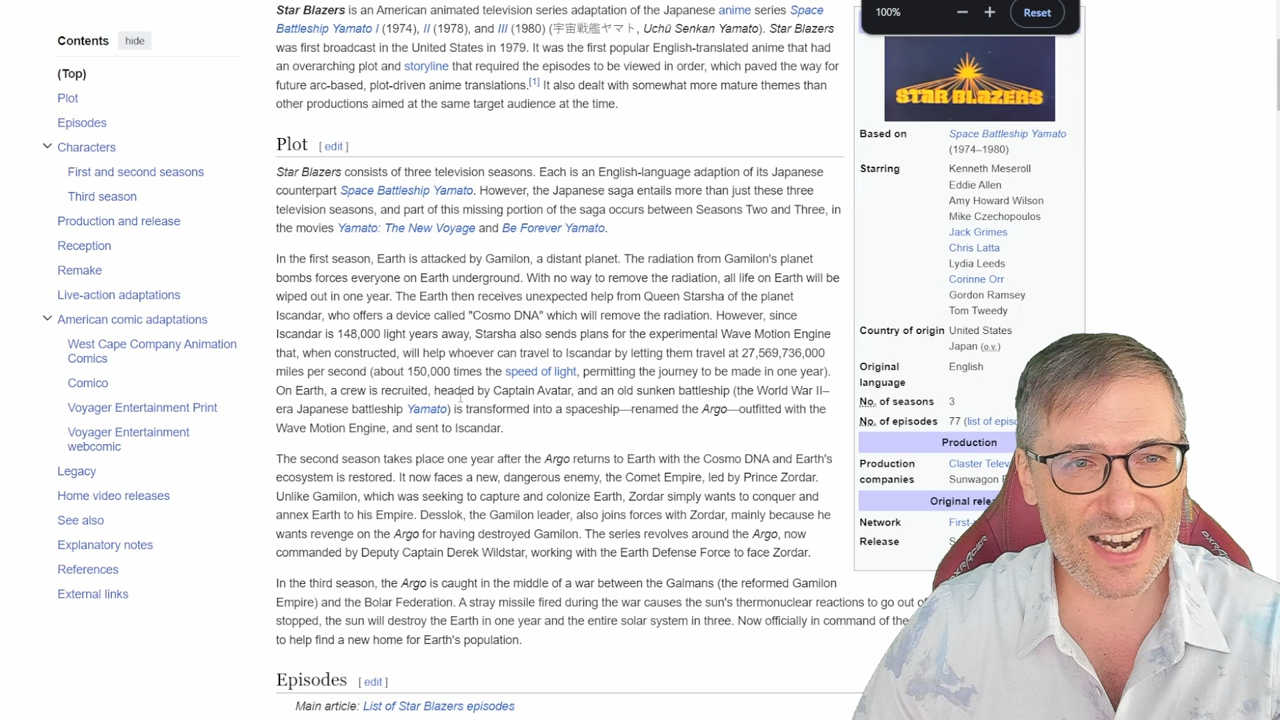 100%
Reset
Contents
hide
(Top)
Plot
Episodes
Characters
First and second seasons
Third season
Production and release
Reception
Remake
Live-action adaptations
American comic adaptations
West Cape Company Animation
Comics
Comico
Voyager Entertainment Print
Voyager Entertainment
webcomic
Legacy
Home video releases
See also
Explanatory notes
References
External links
Star Blazers is an American animated television series adaptation of the Japanese anime series Space
Battleship Yamato I (1974), II (1978), and III (1980) (宇宙戦艦ヤマト, Uchū Senkan Yamato). Star Blazers
was first broadcast in the United States in 1979. It was the first popular English-translated anime that had
an overarching plot and storyline that required the episodes to be viewed in order, which paved the way for
future arc-based, plot-driven anime translations.[1] It also dealt with somewhat more mature themes than
other productions aimed at the same target audience at the time.
Plot [ edit ]
Star Blazers consists of three television seasons. Each is an English-language adaption of its Japanese
counterpart Space Battleship Yamato. However, the Japanese saga entails more than just these three
television seasons, and part of this missing portion of the saga occurs between Seasons Two and Three, in
the movies Yamato: The New Voyage and Be Forever Yamato.
In the first season, Earth is attacked by Gamilon, a distant planet. The radiation from Gamilon's planet
bombs forces everyone on Earth underground. With no way to remove the radiation, all life on Earth will be
wiped out in one year. The Earth then receives unexpected help from Queen Starsha of the planet
Iscandar, who offers a device called "Cosmo DNA" which will remove the radiation. However, since
Iscandar is 148,000 light years away, Starsha also sends plans for the experimental Wave Motion Engine
that, when constructed, will help whoever can travel to Iscandar by letting them travel at 27,569,736,000
miles per second (about 150,000 times the speed of light, permitting the journey to be made in one year).
On Earth, a crew is recruited, headed by Captain Avatar, and an old sunken battleship (the World War II–
era Japanese battleship Yamato) is transformed into a spaceship—renamed the Argo—outfitted with the
Wave Motion Engine, and sent to Iscandar.
The second season takes place one year after the Argo returns to Earth with the Cosmo DNA and Earth's
ecosystem is restored. It now faces a new, dangerous enemy, the Comet Empire, led by Prince Zordar.
Unlike Gamilon, which was seeking to capture and colonize Earth, Zordar simply wants to conquer and
annex Earth to his Empire. Desslok, the Gamilon leader, also joins forces with Zordar, mainly because he
wants revenge on the Argo for having destroyed Gamilon. The series revolves around the Argo, now
commanded by Deputy Captain Derek Wildstar, working with the Earth Defense Force to face Zordar.
In the third season, the Argo is caught in the middle of a war between the Galmans (the reformed Gamilon
Empire) and the Bolar Federation. A stray missile fired during the war causes the sun's thermonuclear reactions to go out of
stopped, the sun will destroy the Earth in one year and the entire solar system in three. Now officially in command of the
to help find a new home for Earth's population.
Episodes [ edit ]
Main article: List of Star Blazers episodes
STAR BLAZERS
Based on Space Battleship Yamato
(1974–1980)
Starring Kenneth Meseroll
Eddie Allen
Amy Howard Wilson
Mike Czechopoulos
Jack Grimes
Chris Latta
Lydia Leeds
Corinne Orr
Gordon Ramsey
Tom Tweedy
Country of origin United States
Japan (o.v.)
Original English
language
No. of seasons 3
No. of episodes 77 (list of
Production
Production Claster
companies Sunwagon
Original
Network
Release